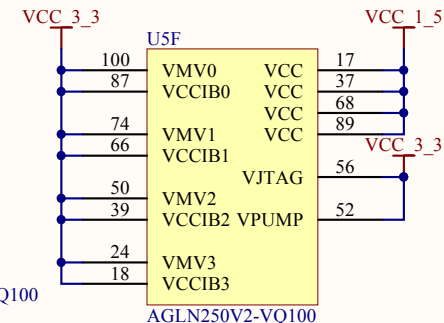 VCC_3_3 VCC_1_5
U5F
100 VMV0 VCC 17
87 VCCIB0 VCC 37
VCC 68
74 VMV1 VCC 89
66 VCCIB1 VCC_3_3
VJTAG 56
50 VMV2
39 VCCIB2 VPUMP 52
24 VMV3
18 VCCIB3
Q100
AGLN250V2-VQ100